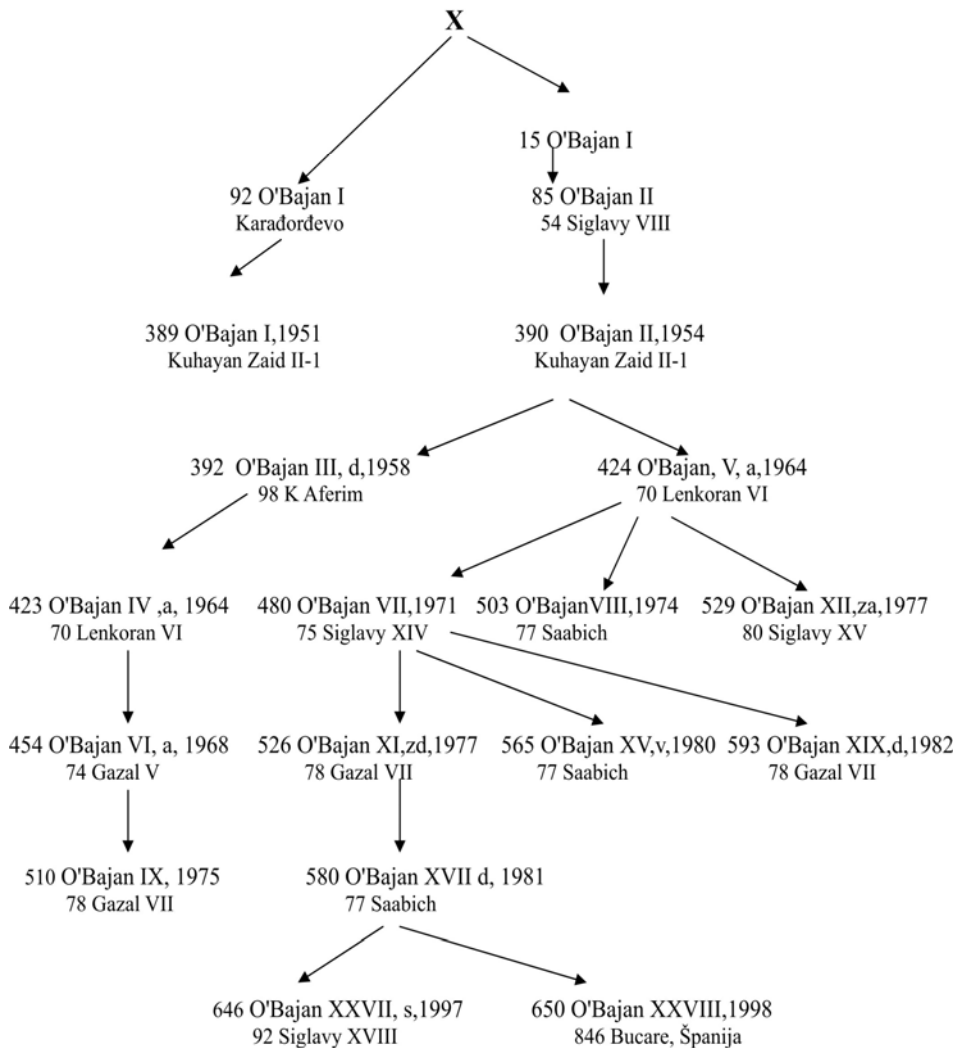 X
15 O'Bajan I
92 O'Bajan I
Karađorđevo
85 O'Bajan II
54 Siglavy VIII
389 O'Bajan I,1951
Kuhayan Zaid II-1
390 O'Bajan II,1954
Kuhayan Zaid II-1
392 O'Bajan III, d,1958
98 K Aferim
424 O'Bajan, V, a,1964
70 Lenkoran VI
423 O'Bajan IV ,a, 1964
70 Lenkoran VI
480 O'Bajan VII,1971
75 Siglavy XIV
503 O'BajanVIII,1974
77 Saabich
529 O'Bajan XII,za,1977
80 Siglavy XV
454 O'Bajan VI, a, 1968
74 Gazal V
526 O'Bajan XI,zd,1977
78 Gazal VII
565 O'Bajan XV,v,1980
77 Saabich
593 O'Bajan XIX,d,1982
78 Gazal VII
510 O'Bajan IX, 1975
78 Gazal VII
580 O'Bajan XVII d, 1981
77 Saabich
646 O'Bajan XXVII, s,1997
92 Siglavy XVIII
650 O'Bajan XXVIII,1998
846 Bucare, Španija